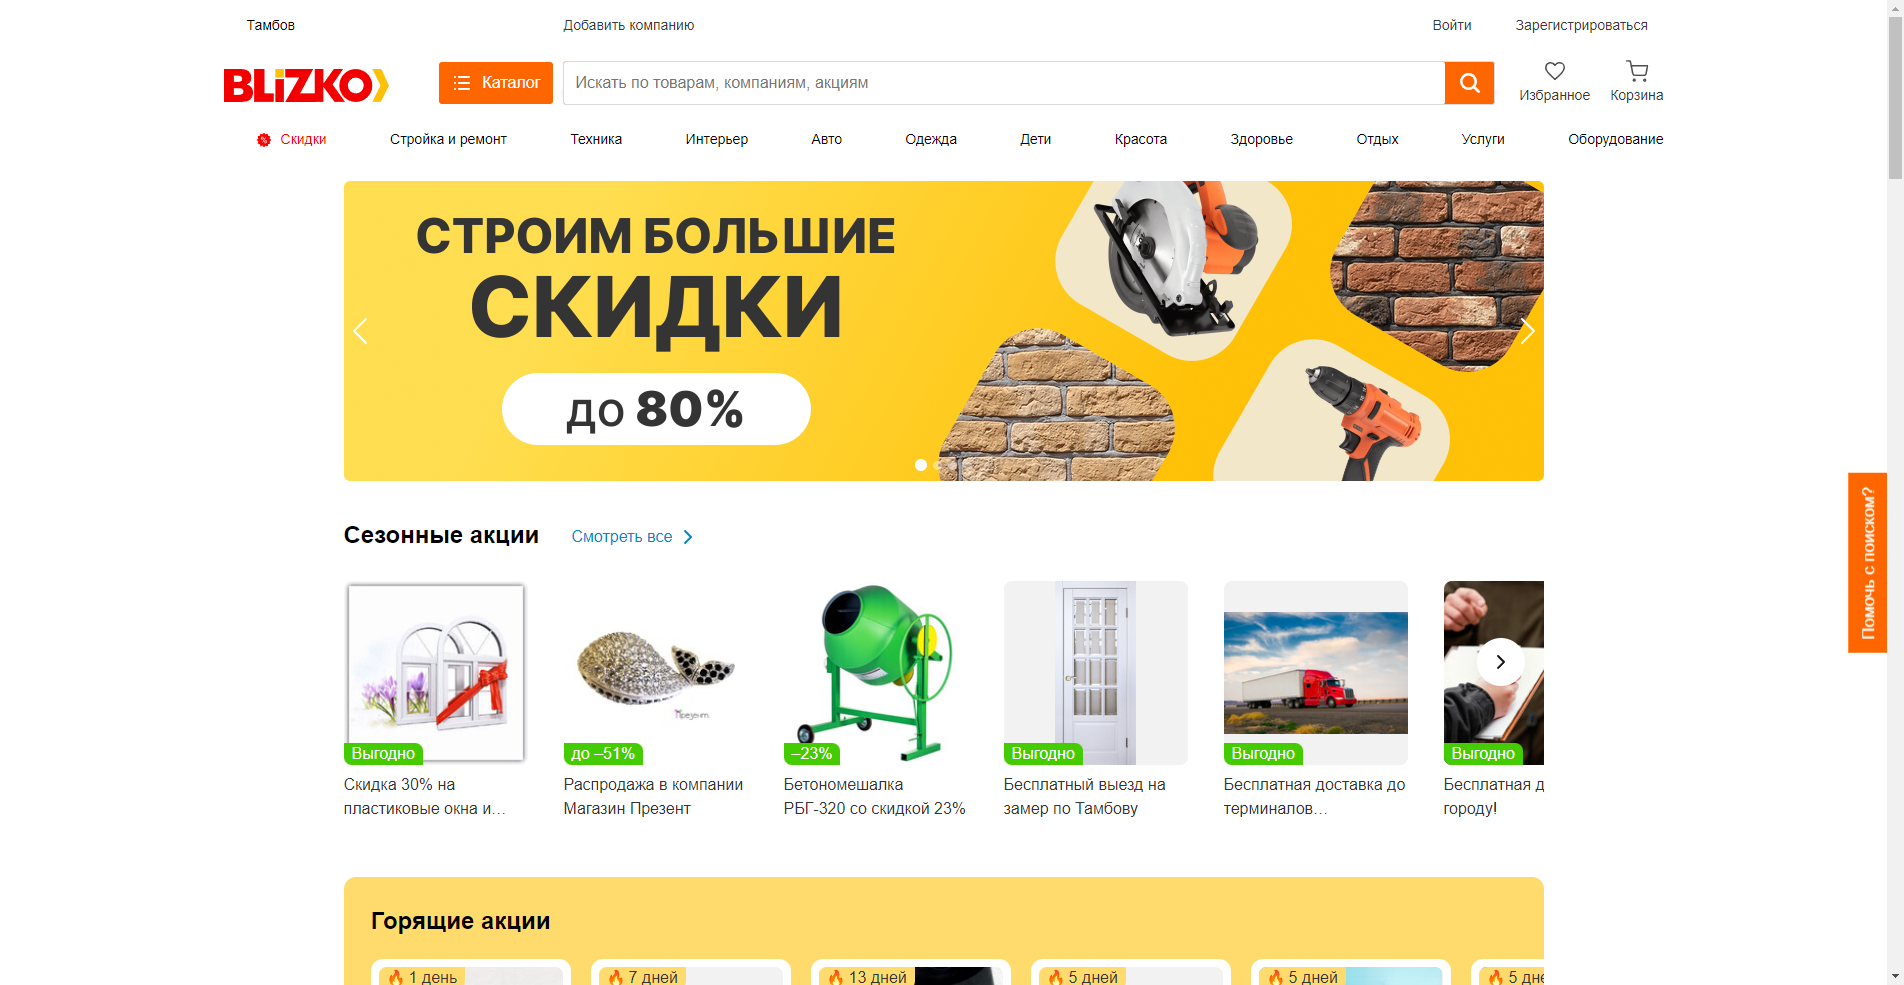 Тамбов
Добавить компанию
Войти
Зарегистрироваться
BLiZKO
Каталог
Искать по товарам, компаниям, акциям
Избранное
Корзина
Скидки
Стройка и ремонт
Техника
Интерьер
Авто
Одежда
Дети
Красота
Здоровье
Отдых
Услуги
Оборудование
СТРОИМ БОЛЬШИЕ
СКИДКИ
до 80%
Помочь с поиском?
Сезонные акции
Смотреть все
Выгодно
Скидка 30% на
пластиковые окна и...
Презент
до –51%
Распродажа в компании
Магазин Презент
–23%
Бетономешалка
РБГ-320 со скидкой 23%
Выгодно
Бесплатный выезд на
замер по Тамбову
Выгодно
Бесплатная доставка до
терминалов...
Выгодно
Бесплатная д
городу!
Горящие акции
1 день
7 дней
13 дней
5 дней
5 дней
5 дне